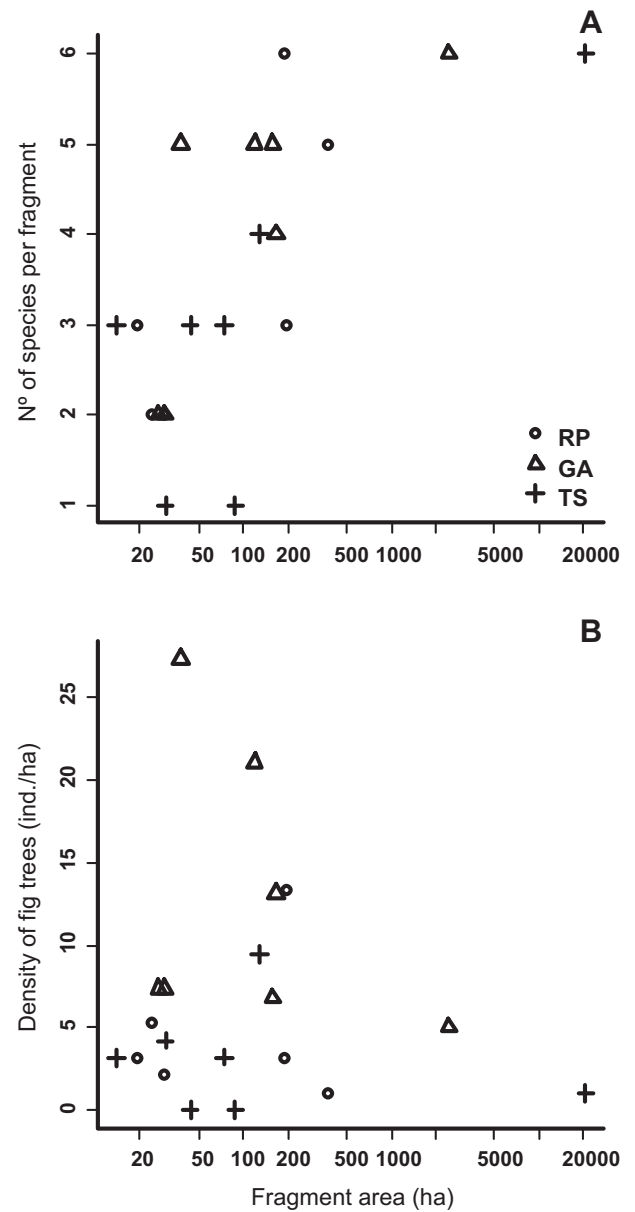 A
Nº of species per fragment
6
5
4
3
2
1
RP
GA
TS
20 50 100 200 500 1000 5000 20000
B
Density of fig trees (ind./ha)
25
20
15
10
5
0
20 50 100 200 500 1000 5000 20000
Fragment area (ha)